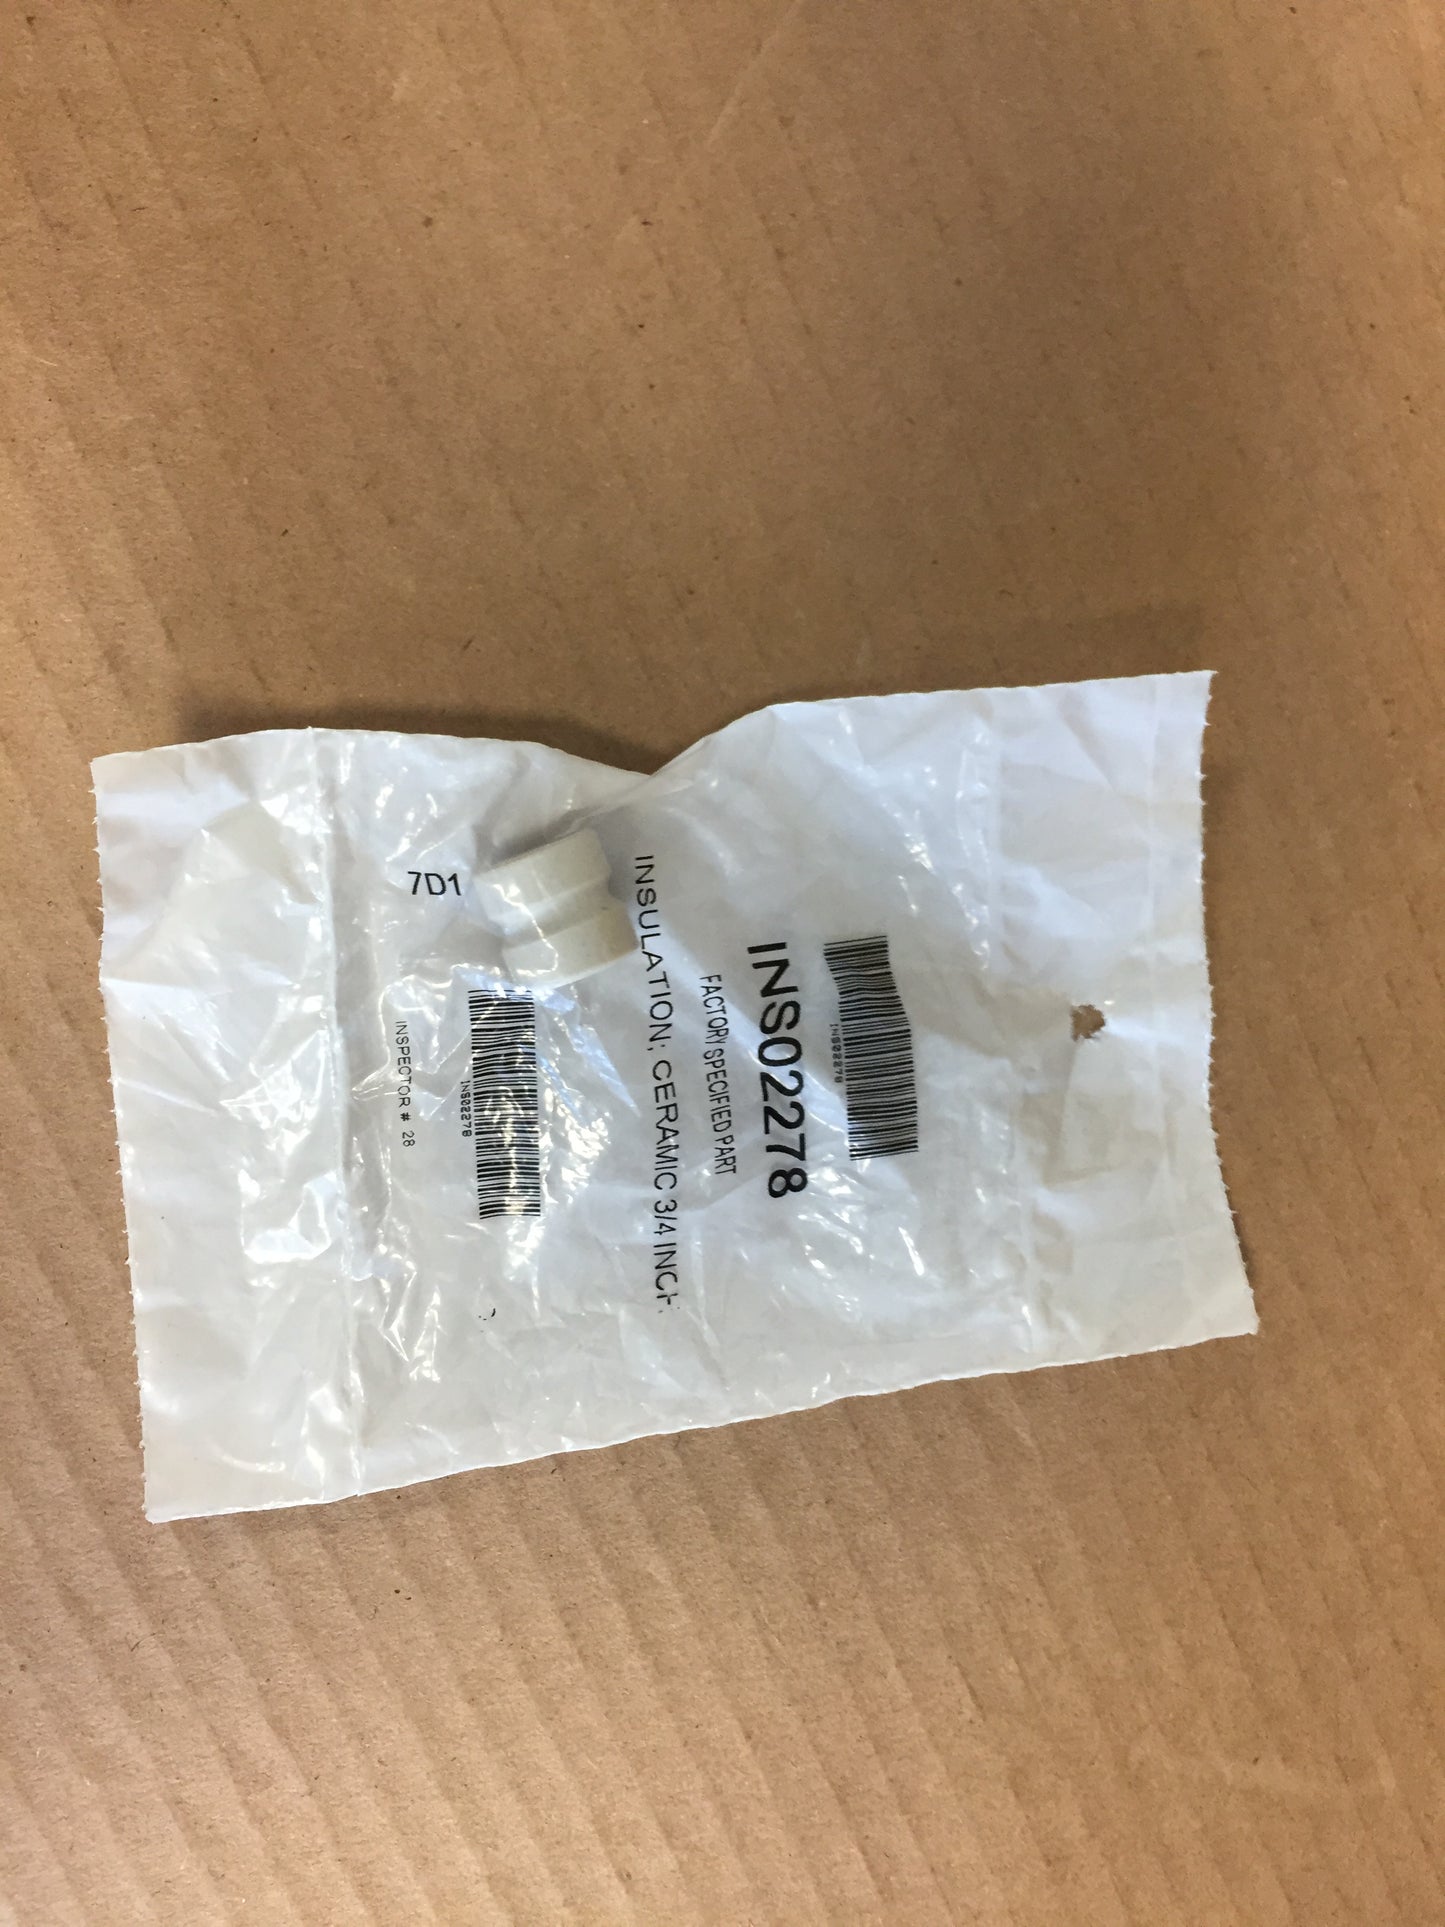 INS02278
INS02278
FACTORY SPECIFIED PART
INSULATION; CERAMIC 3/4 INCH
INS02278
INSPECTOR # 28
7D1